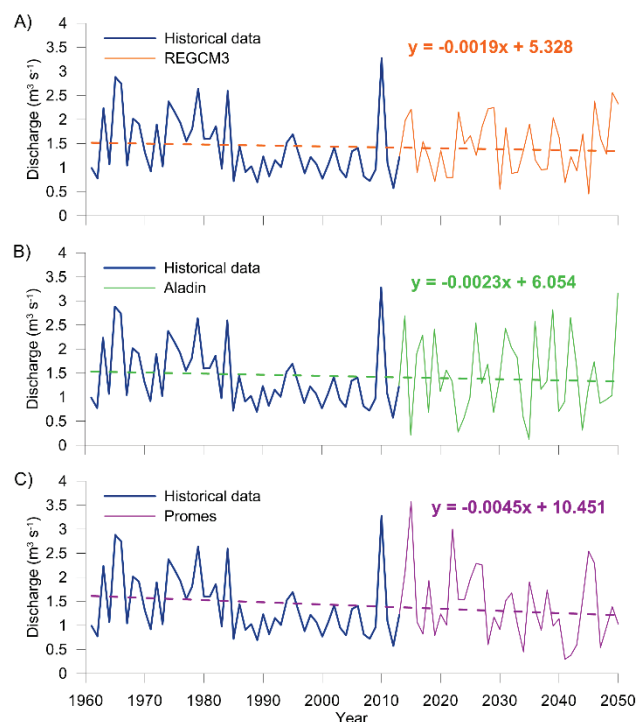 A)
Historical data
REGCM3
y = -0.0019x + 5.328
Discharge (m³ s⁻¹)
4
3.5
3
2.5
2
1.5
1
0.5
0
B)
Historical data
Aladin
y = -0.0023x + 6.054
Discharge (m³ s⁻¹)
4
3.5
3
2.5
2
1.5
1
0.5
0
C)
Historical data
Promes
y = -0.0045x + 10.451
Discharge (m³ s⁻¹)
4
3.5
3
2.5
2
1.5
1
0.5
0
1960 1970 1980 1990 2000 2010 2020 2030 2040 2050
Year